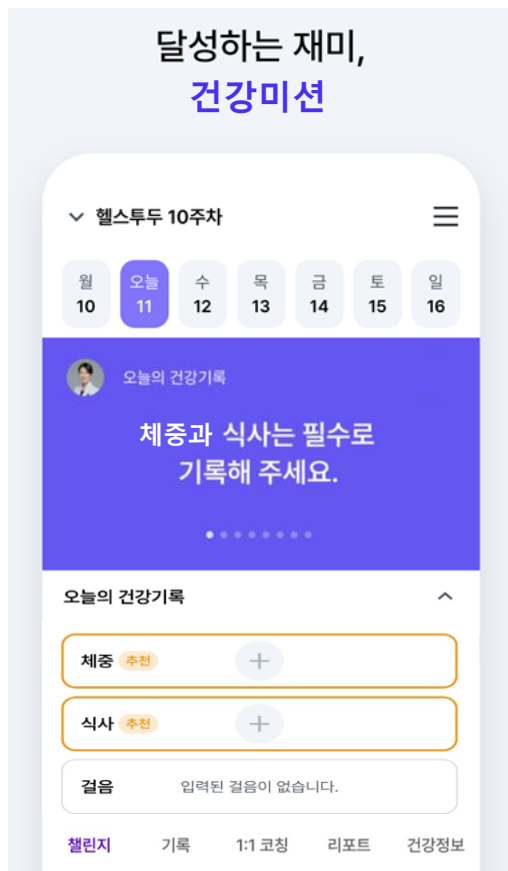 달성하는 재미,
건강미션
헬스투두 10주차
월 오늘 수 목 금 토 일
10 11 12 13 14 15 16
오늘의 건강기록
체중과 식사는 필수로
기록해 주세요.
오늘의 건강기록
체중 추천
식사 추천
걸음 입력된 걸음이 없습니다.
챌린지 기록 1:1 코칭 리포트 건강정보